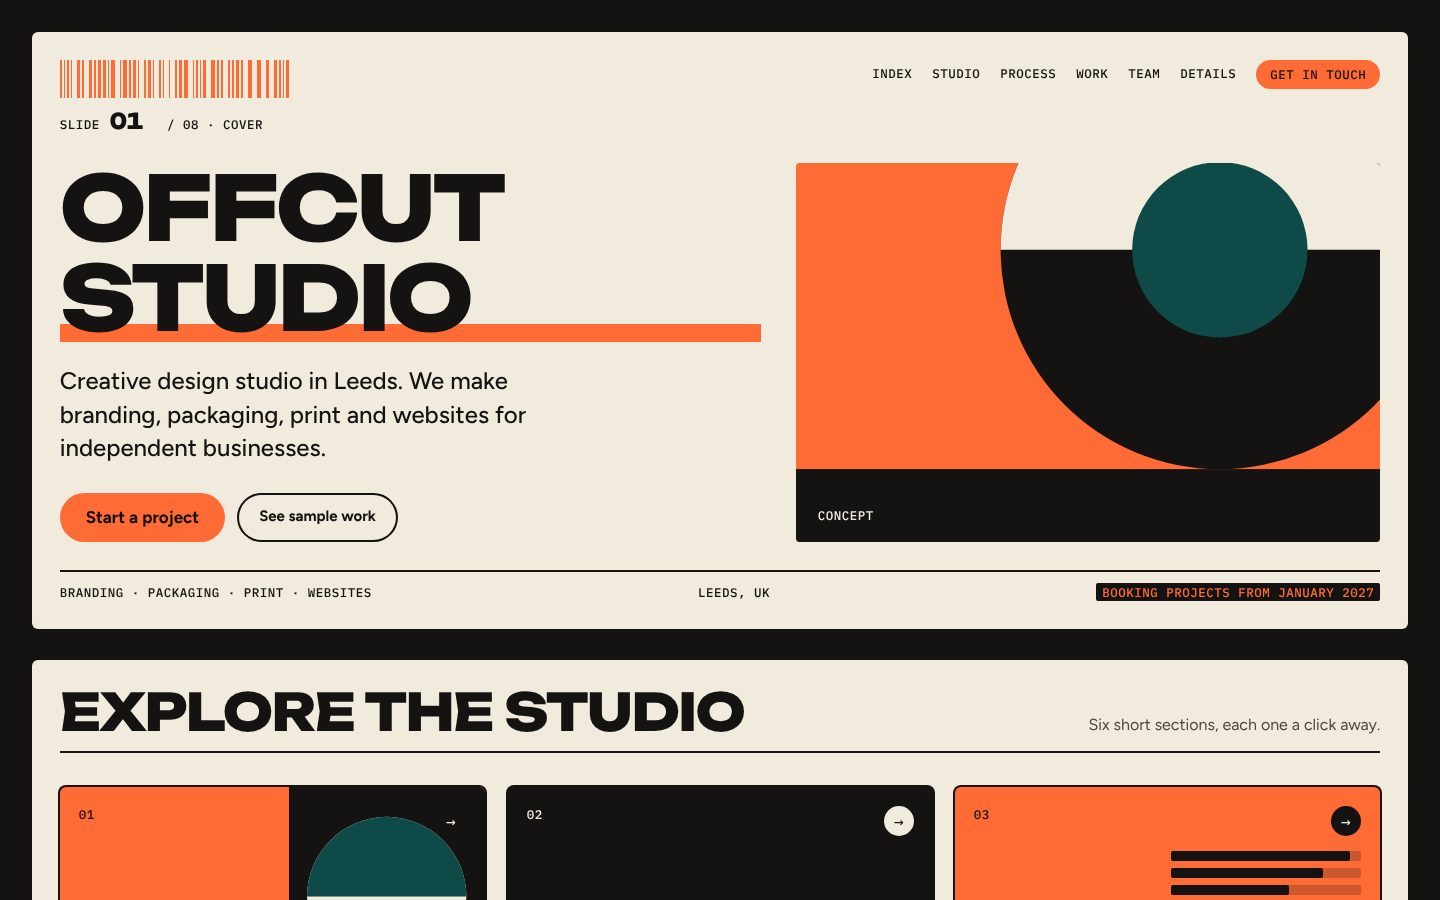 INDEX STUDIO PROCESS WORK TEAM DETAILS GET IN TOUCH
SLIDE 01 / 08 · COVER
OFFCUT
STUDIO
Creative design studio in Leeds. We make
branding, packaging, print and websites for
independent businesses.
Start a project See sample work
CONCEPT
BRANDING · PACKAGING · PRINT · WEBSITES LEEDS, UK BOOKING PROJECTS FROM JANUARY 2027
EXPLORE THE STUDIO
Six short sections, each one a click away.
01 → 02 → 03 →